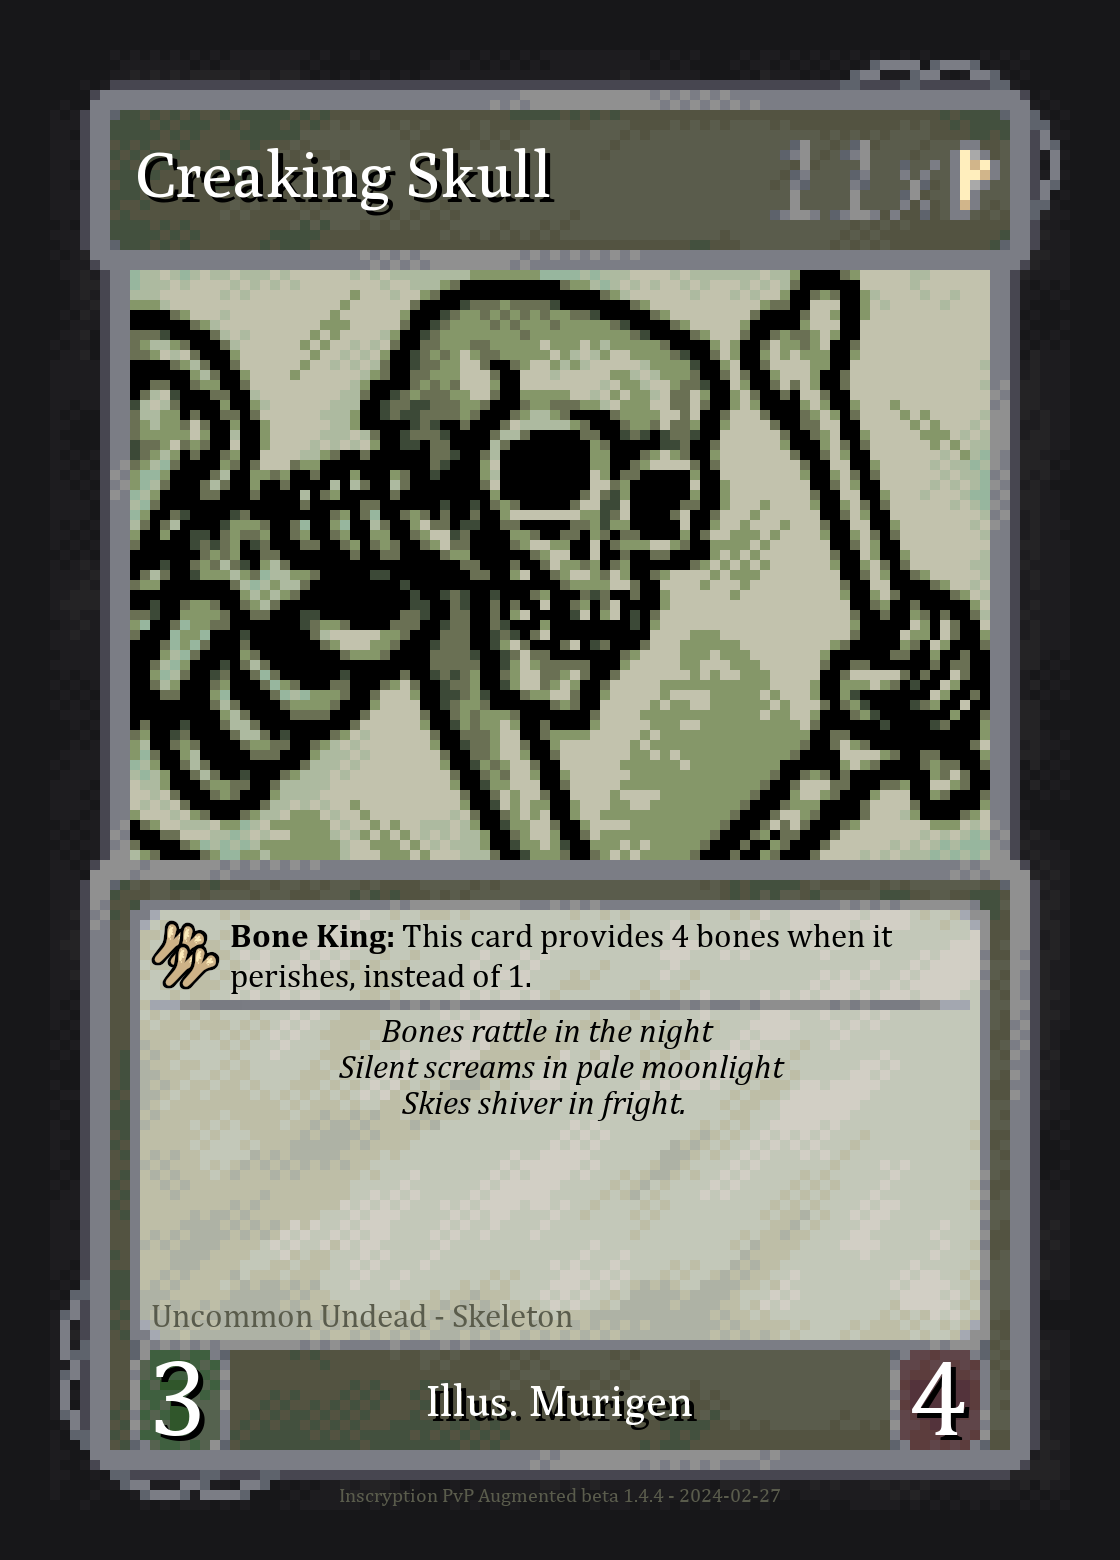 Creaking Skull 11x
Bone King: This card provides 4 bones when it
perishes, instead of 1.
Bones rattle in the night
Silent screams in pale moonlight
Skies shiver in fright.
Uncommon Undead - Skeleton
3 Illus. Murigen 4
Inscryption PvP Augmented beta 1.4.4 - 2024-02-27